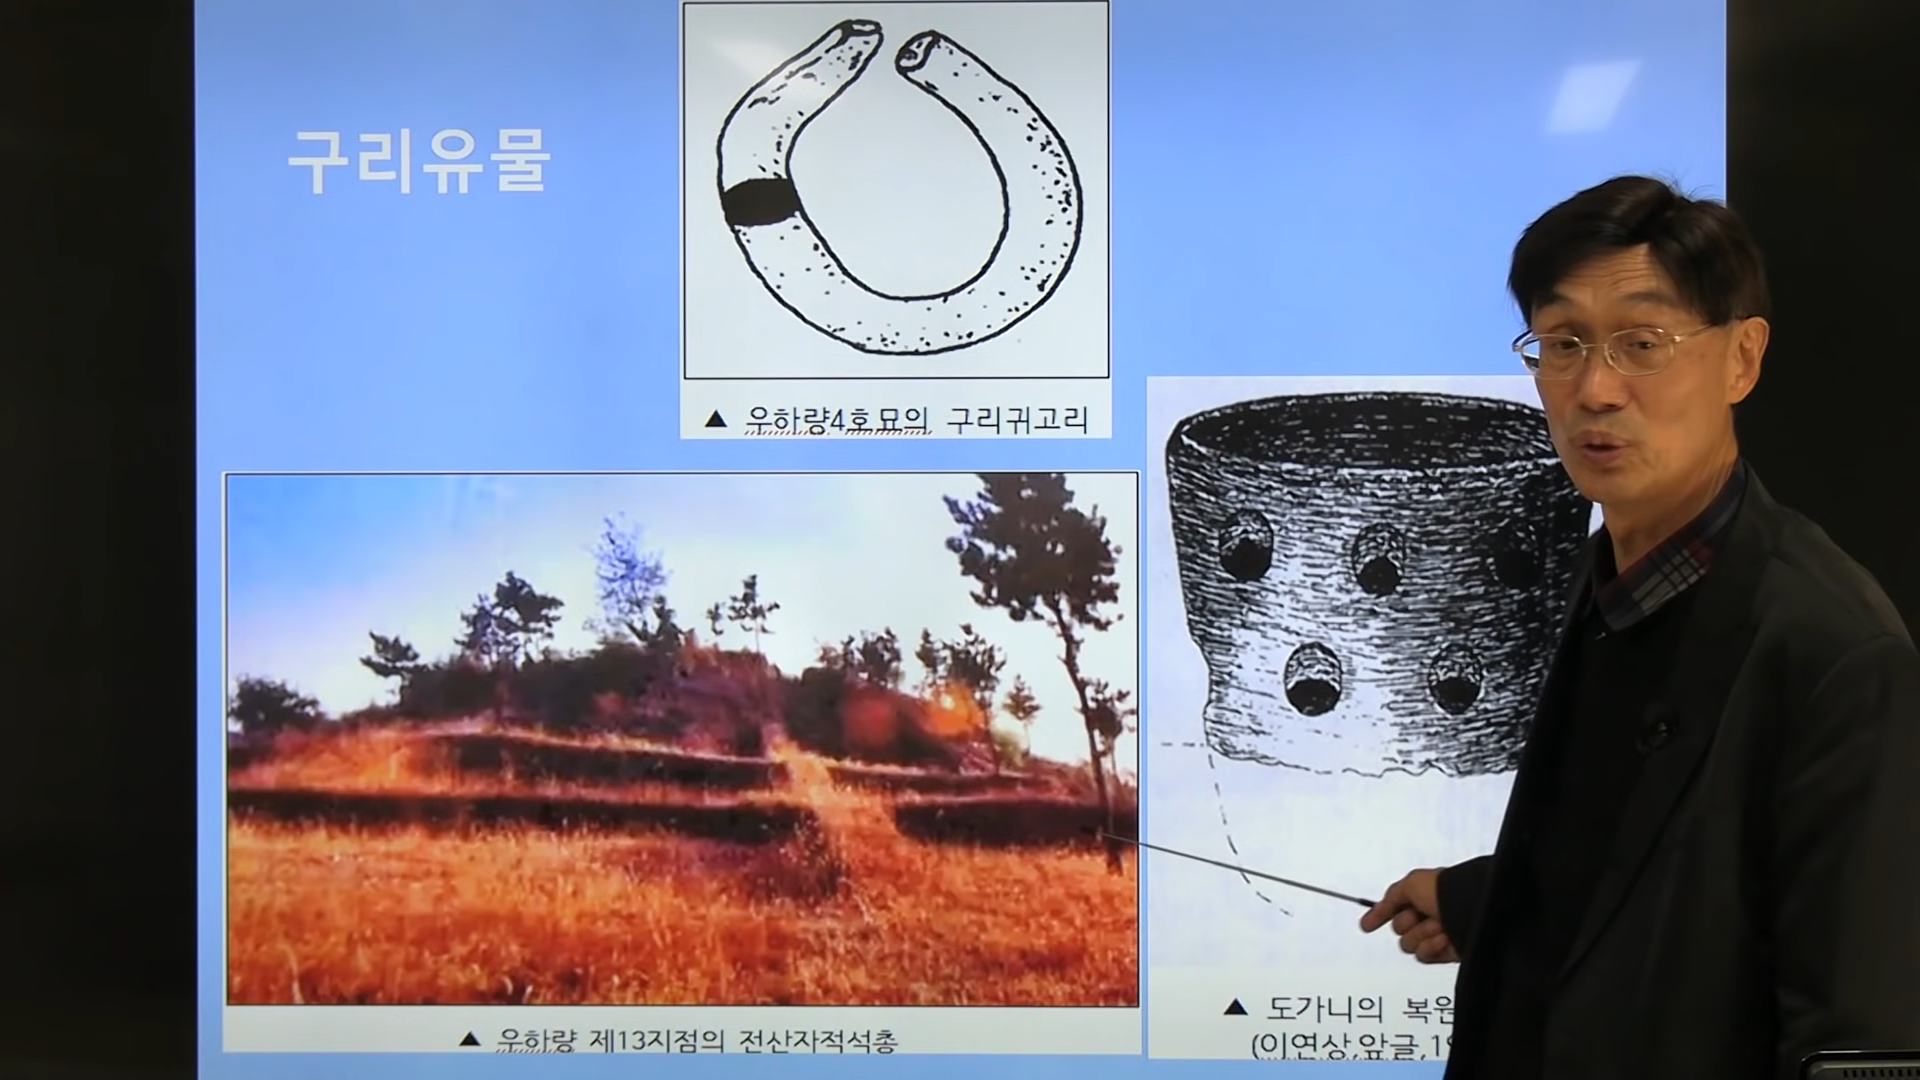 구리유물
▲ 우하량4호묘의 구리귀고리
▲ 우하량 제13지점의 전산자적석총
▲ 도가니의 복원
(이연상,앞글,1